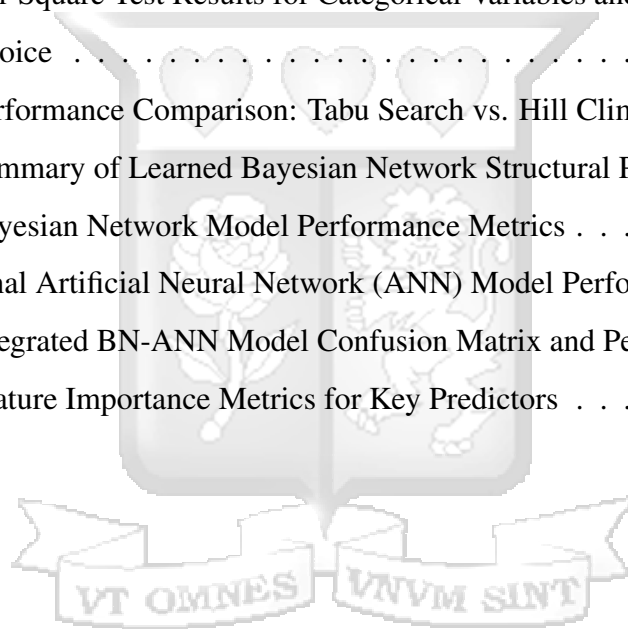 Square Test Results for Categorical Variables and
oice . . . . . . . . . . . . . . . . . . . . . . . .
rformance Comparison: Tabu Search vs. Hill Clim
mmary of Learned Bayesian Network Structural P
yesian Network Model Performance Metrics . . .
nal Artificial Neural Network (ANN) Model Perfo
egrated BN-ANN Model Confusion Matrix and Pe
ature Importance Metrics for Key Predictors . . .
VT OMNES VNVM SINT